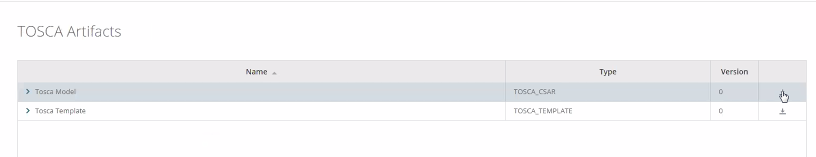 TOSCA Artifacts
Name Type Version
Tosca Model TOSCA_CSAR 0
Tosca Template TOSCA_TEMPLATE 0